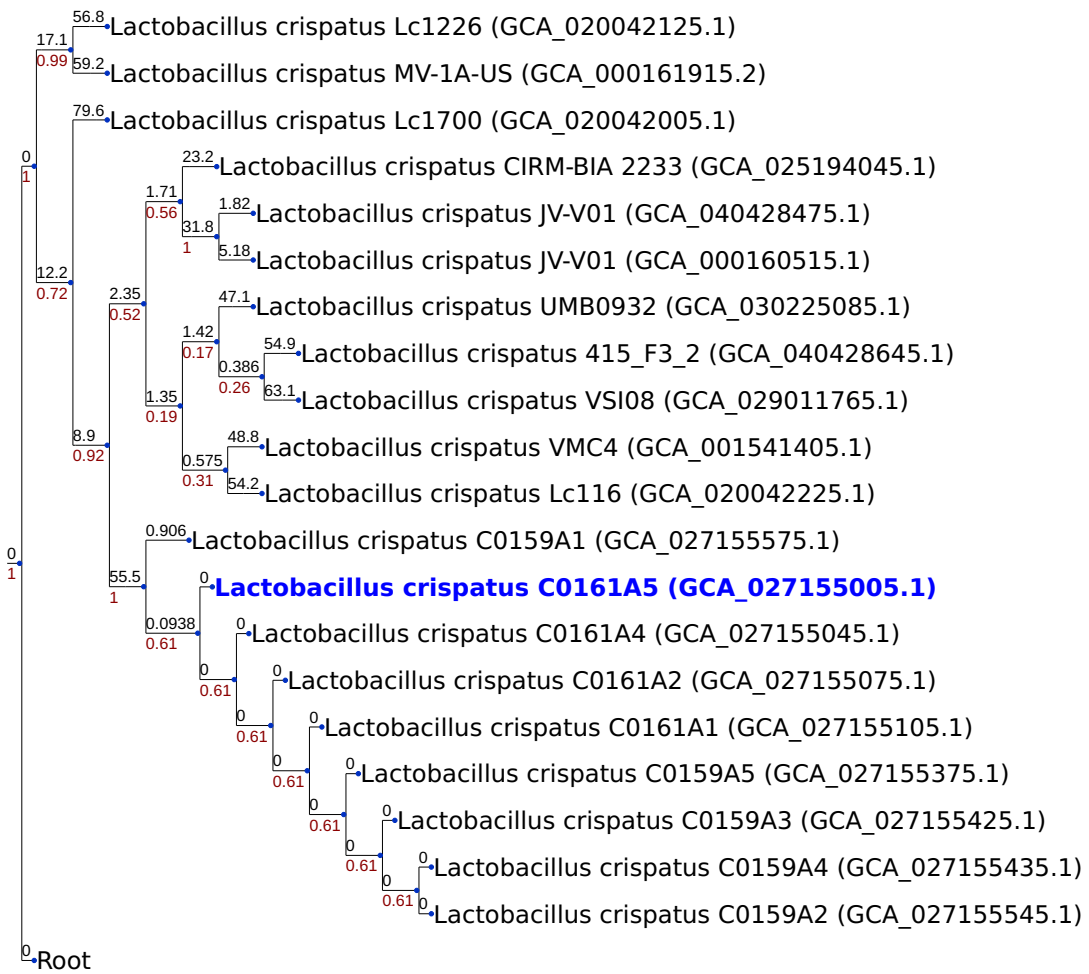 56.8
Lactobacillus crispatus Lc1226 (GCA_020042125.1)
17.1
0.99
59.2
Lactobacillus crispatus MV-1A-US (GCA_000161915.2)
79.6
Lactobacillus crispatus Lc1700 (GCA_020042005.1)
0
1
23.2
Lactobacillus crispatus CIRM-BIA 2233 (GCA_025194045.1)
1.71
0.56
1.82
Lactobacillus crispatus JV-V01 (GCA_040428475.1)
31.8
1
5.18
Lactobacillus crispatus JV-V01 (GCA_000160515.1)
12.2
0.72
2.35
0.52
47.1
Lactobacillus crispatus UMB0932 (GCA_030225085.1)
1.42
0.17
54.9
Lactobacillus crispatus 415_F3_2 (GCA_040428645.1)
0.386
0.26
63.1
Lactobacillus crispatus VSI08 (GCA_029011765.1)
1.35
0.19
8.9
0.92
48.8
Lactobacillus crispatus VMC4 (GCA_001541405.1)
0.575
0.31
54.2
Lactobacillus crispatus Lc116 (GCA_020042225.1)
0.906
Lactobacillus crispatus C0159A1 (GCA_027155575.1)
0
1
55.5
1
0
Lactobacillus crispatus C0161A5 (GCA_027155005.1)
0.0938
0.61
0
Lactobacillus crispatus C0161A4 (GCA_027155045.1)
0
0.61
0
Lactobacillus crispatus C0161A2 (GCA_027155075.1)
0
0.61
0
Lactobacillus crispatus C0161A1 (GCA_027155105.1)
0
0.61
0
Lactobacillus crispatus C0159A5 (GCA_027155375.1)
0
0.61
0
Lactobacillus crispatus C0159A3 (GCA_027155425.1)
0
0.61
0
Lactobacillus crispatus C0159A4 (GCA_027155435.1)
0
0.61
0
Lactobacillus crispatus C0159A2 (GCA_027155545.1)
0
Root